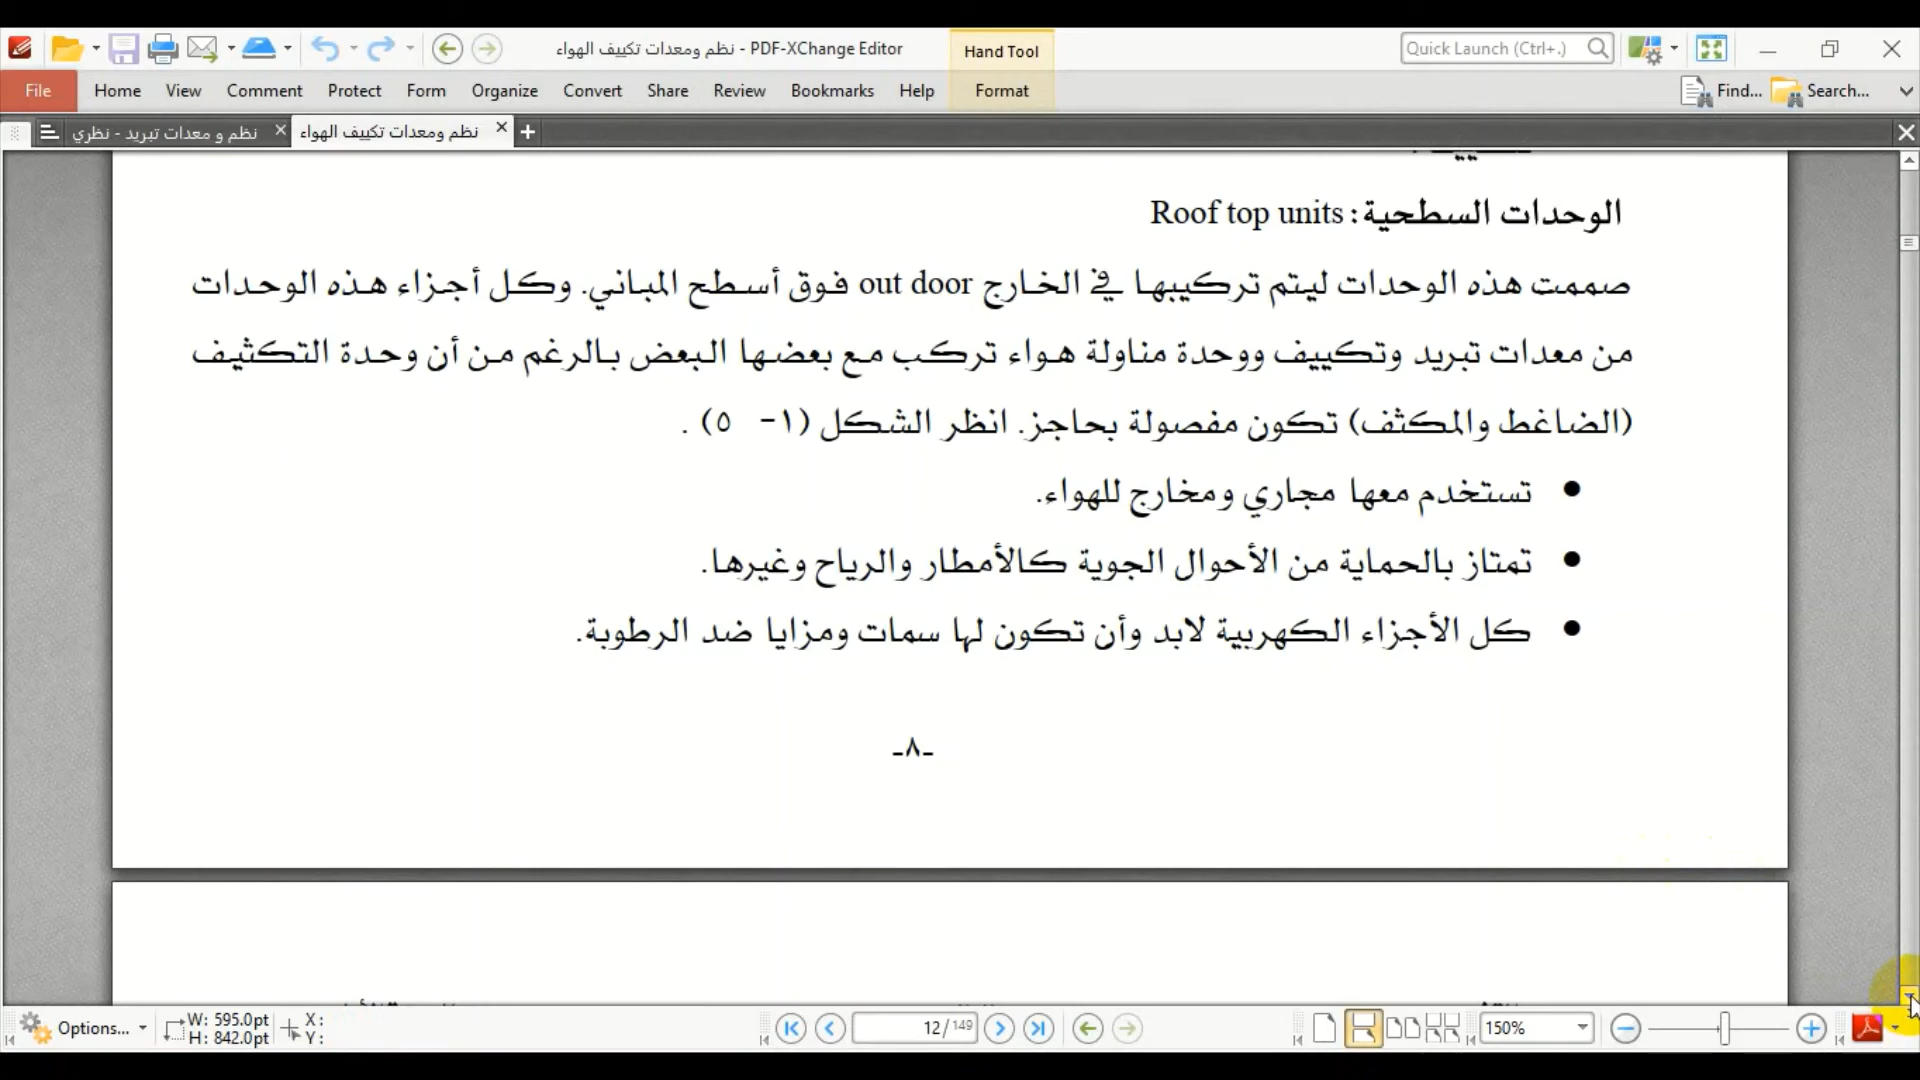 نظم ومعدات تكييف الهواء - PDF-XChange Editor
Hand Tool
Quick Launch (Ctrl+.)
File Home View Comment Protect Form Organize Convert Share Review Bookmarks Help Format Find... Search...
نظم و معدات تبريد - نظري
نظم ومعدات تكييف الهواء
الوحدات السطحية: Roof top units
صممت هذه الوحدات ليتم تركيبها في الخارج out door فوق أسطح المباني. وكل أجزاء هذه الوحدات
من معدات تبريد وتكييف ووحدة مناولة هواء تركب مع بعضها البعض بالرغم من أن وحدة التكثيف
(الضاغط والمكثف) تكون مفصولة بحاجز. انظر الشكل (١- ٥) .
● تستخدم معها مجاري ومخارج للهواء.
● تمتاز بالحماية من الأحوال الجوية كالأمطار والرياح وغيرها.
● كل الأجزاء الكهربية لابد وأن تكون لها سمات ومزايا ضد الرطوبة.
-٨-
Options...
W: 595.0pt
H: 842.0pt
X:
Y:
12 / 149
150%